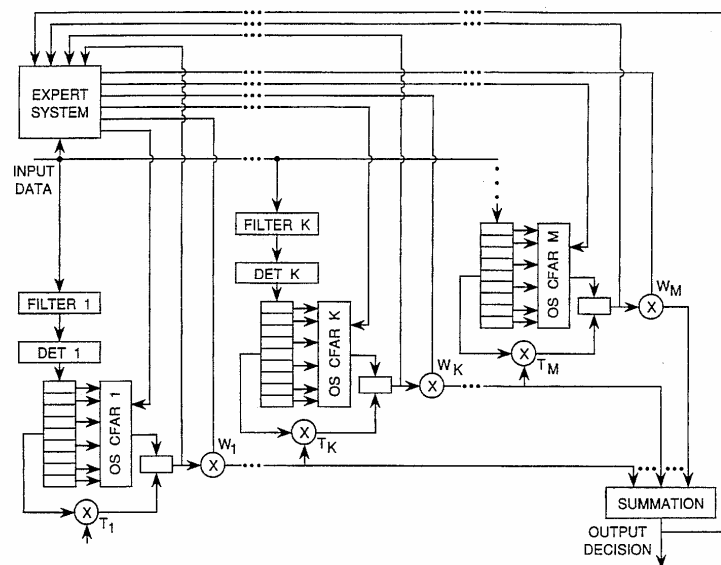 EXPERT
SYSTEM
INPUT
DATA
FILTER 1
DET 1
OS CFAR 1
T1
W1
FILTER K
DET K
OS CFAR K
TK
WK
OS CFAR M
TM
WM
X
X
X
X
X
X
SUMMATION
OUTPUT
DECISION